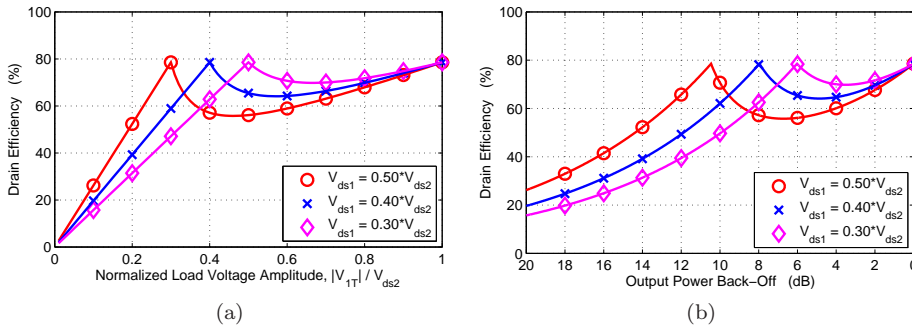 100
80
60
40
20
0
Drain Efficiency (%)
0
0.2
0.4
0.6
0.8
1
Normalized Load Voltage Amplitude, |V1T| / Vds2
Vds1 = 0.50*Vds2
Vds1 = 0.40*Vds2
Vds1 = 0.30*Vds2
(a)
100
80
60
40
20
0
Drain Efficiency (%)
20
18
16
14
12
10
8
6
4
2
0
Output Power Back−Off (dB)
Vds1 = 0.50*Vds2
Vds1 = 0.40*Vds2
Vds1 = 0.30*Vds2
(b)